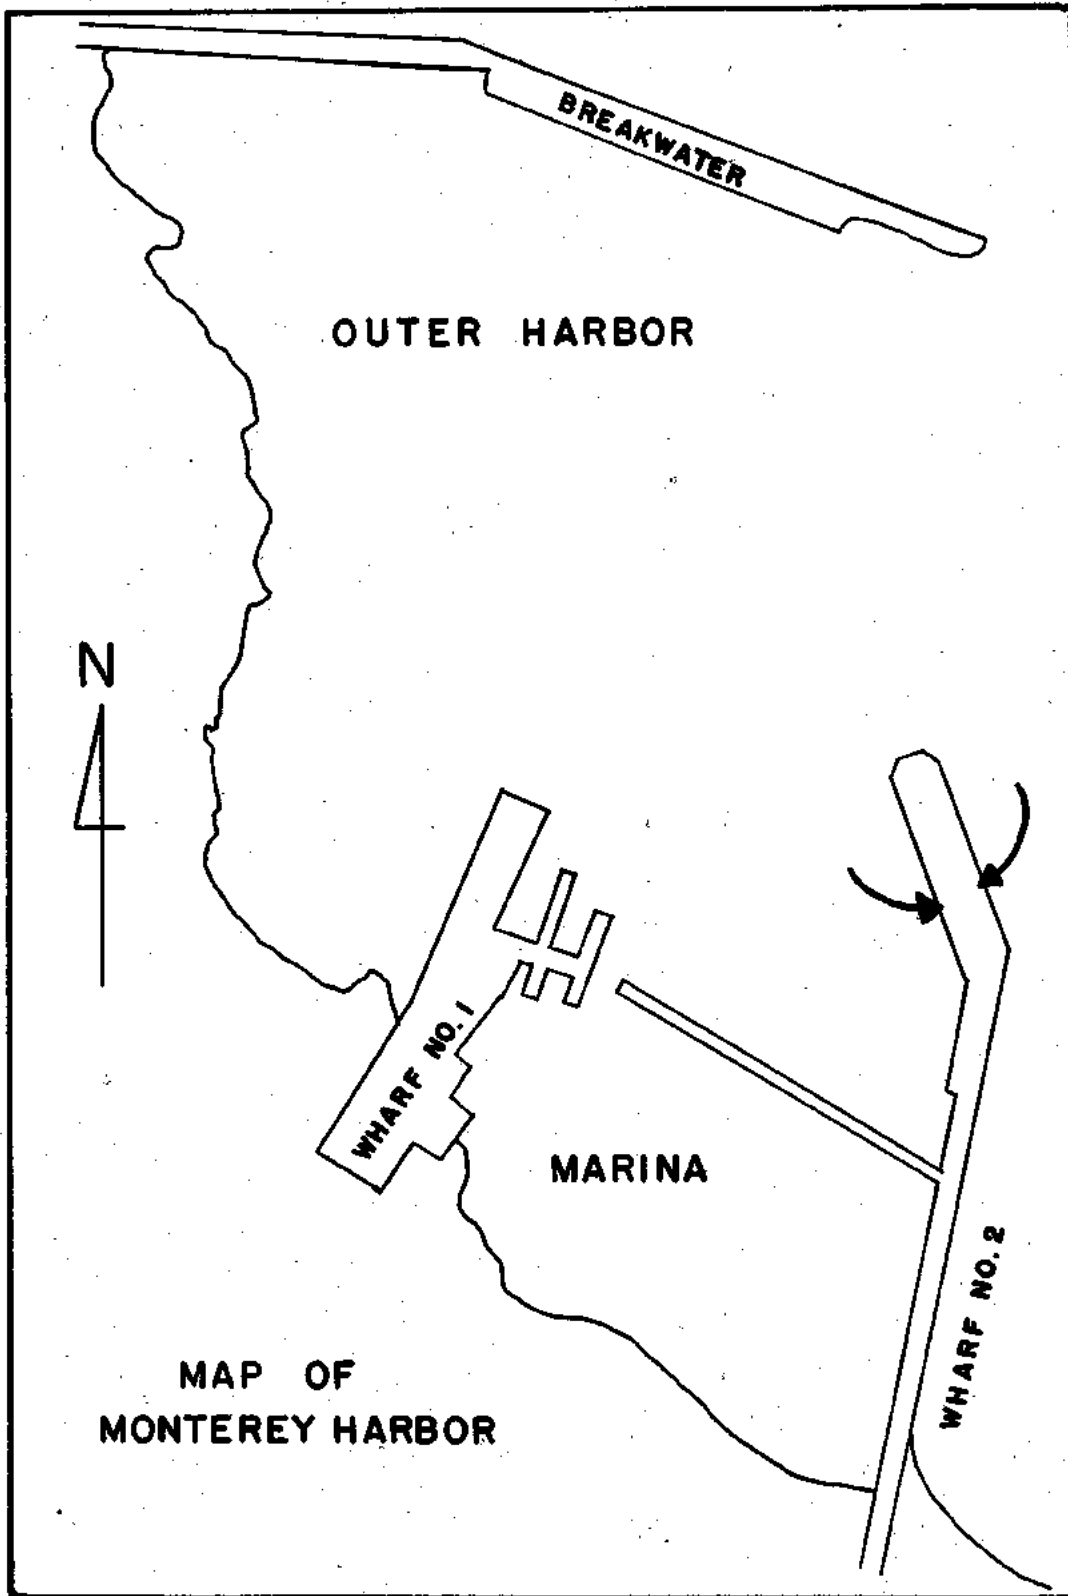 BREAKWATER
OUTER HARBOR
N
WHARF NO. 1
MARINA
WHARF NO. 2
MAP OF
MONTEREY HARBOR